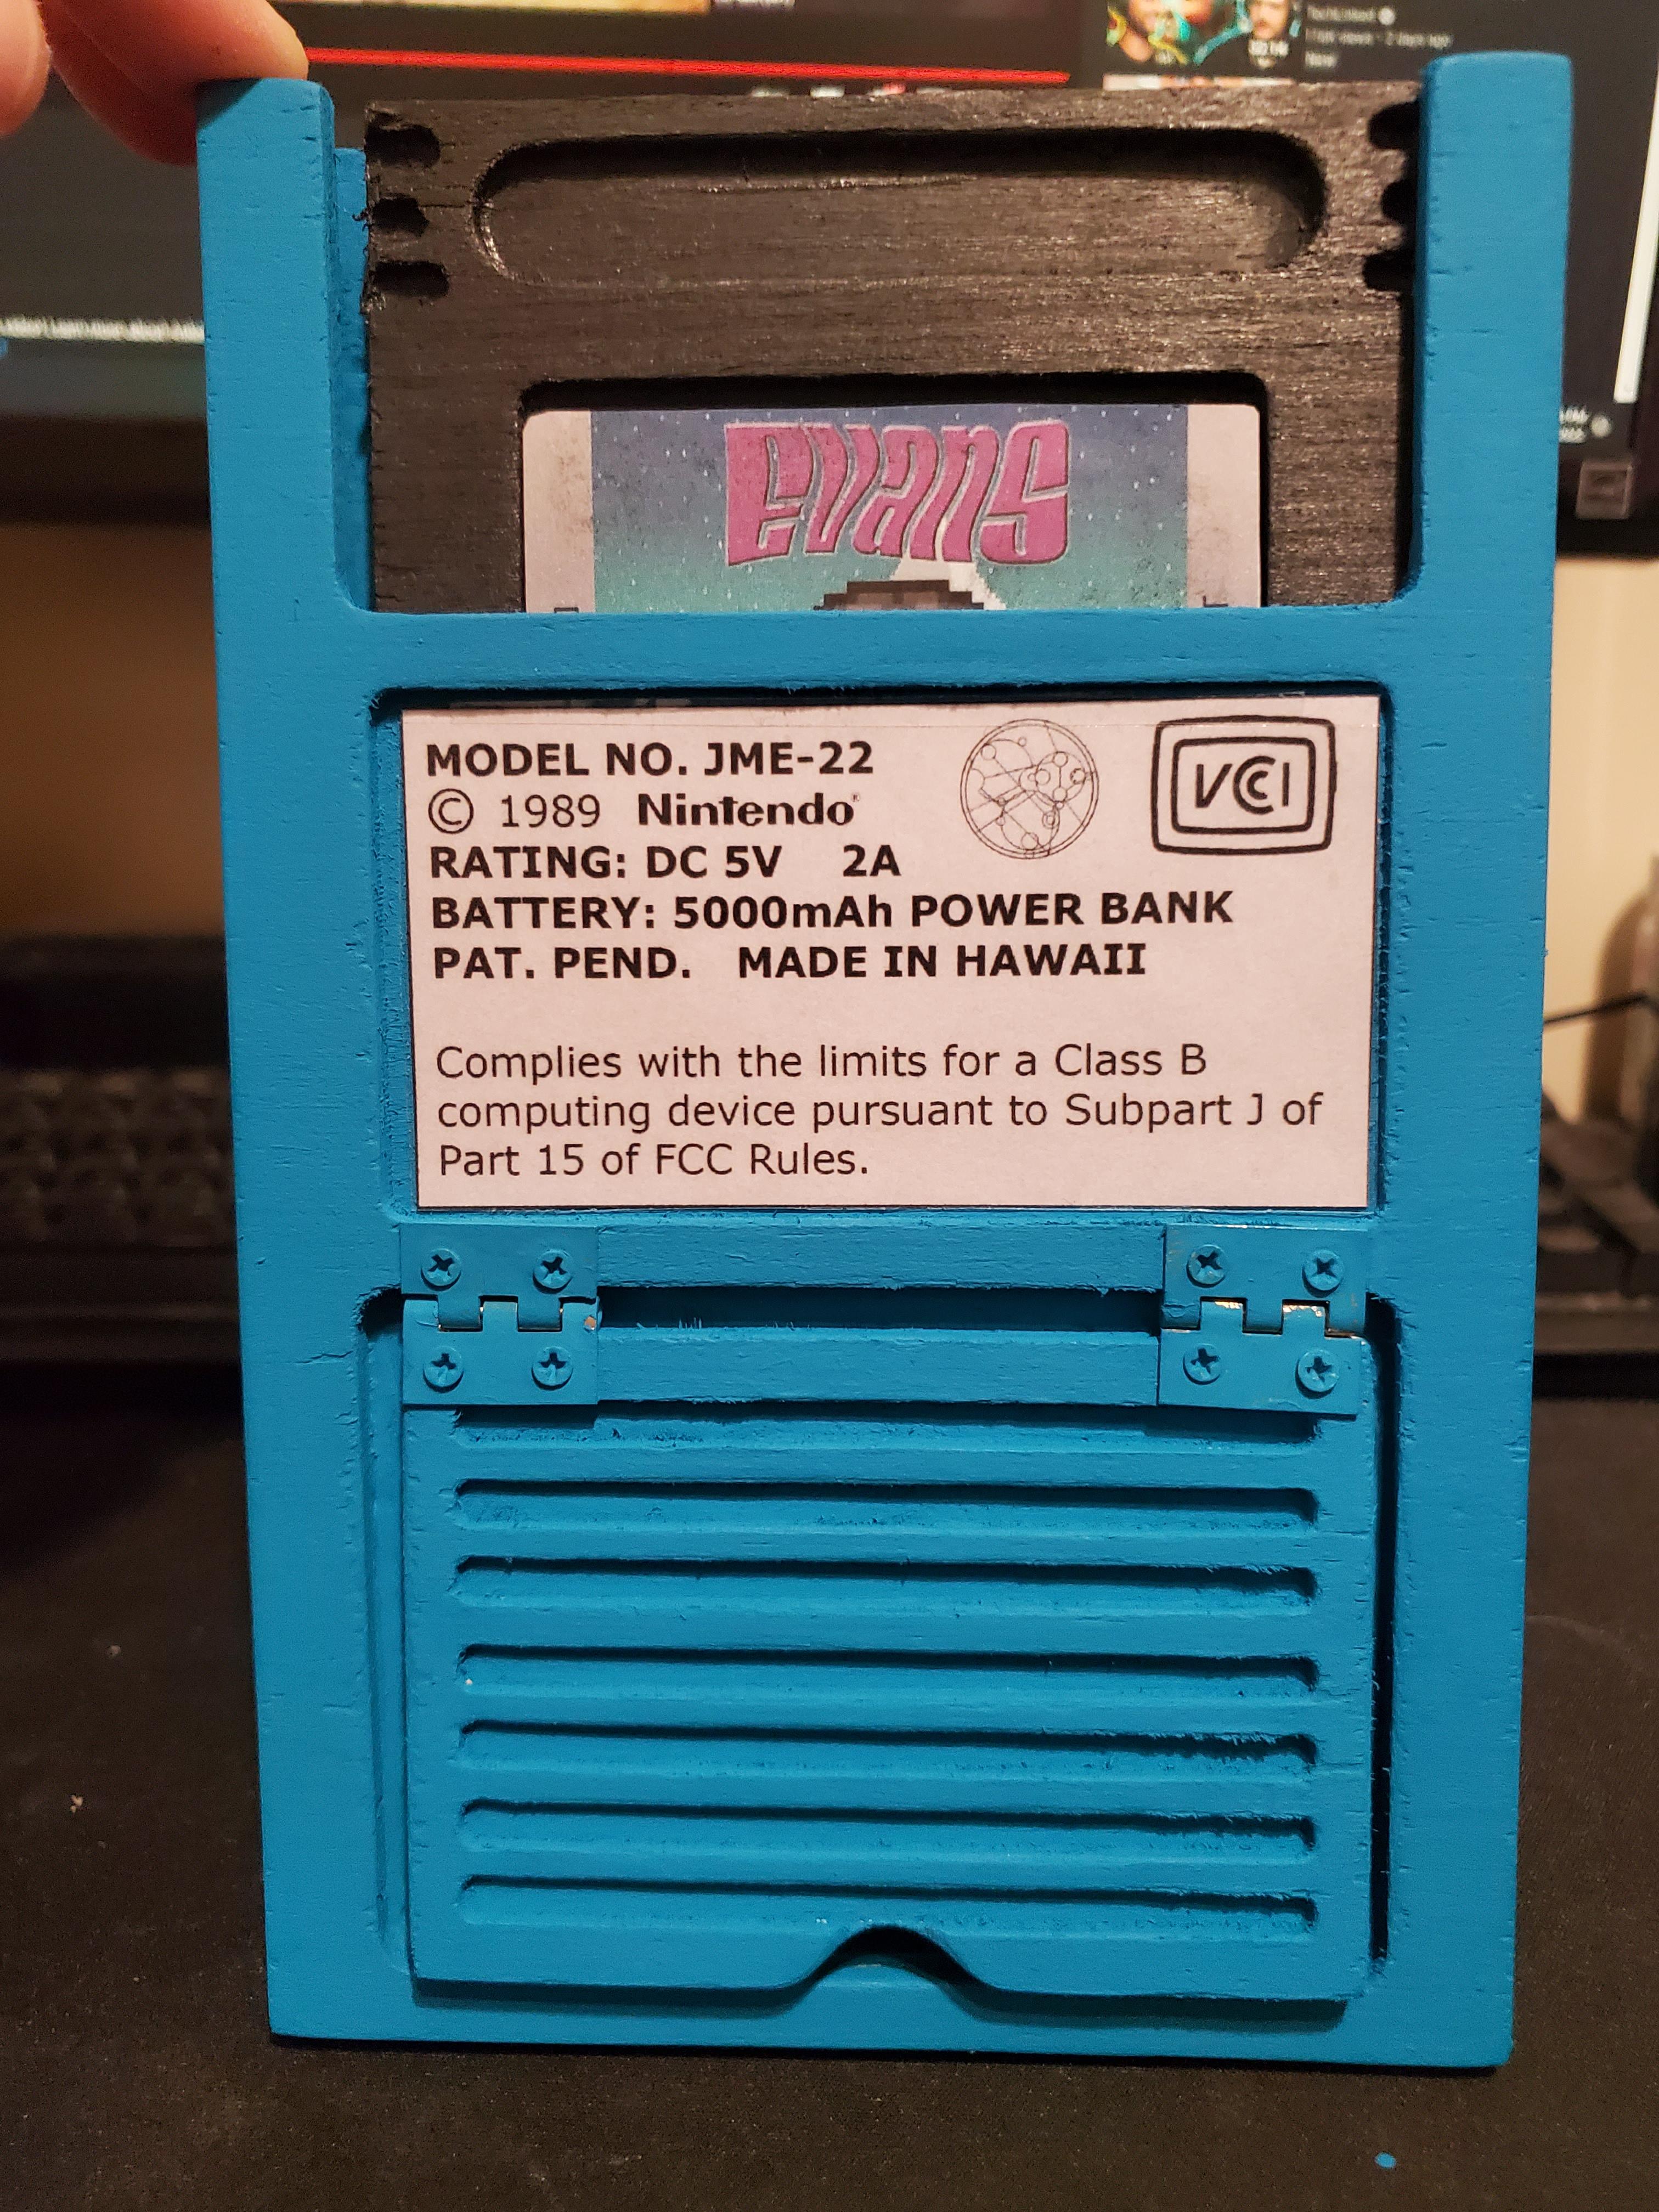 evans
MODEL NO. JME-22
© 1989 Nintendo®
VCCI
RATING: DC 5V 2A
BATTERY: 5000mAh POWER BANK
PAT. PEND. MADE IN HAWAII
Complies with the limits for a Class B
computing device pursuant to Subpart J of
Part 15 of FCC Rules.